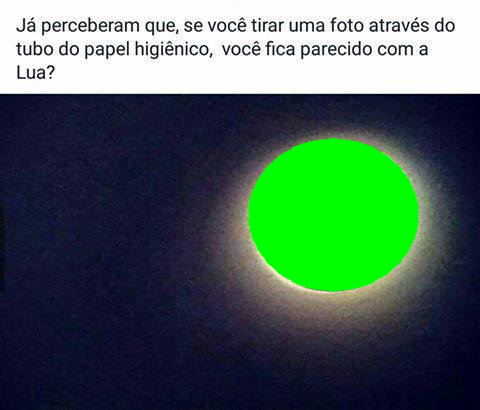 Já perceberam que, se você tirar uma foto através do
tubo do papel higiênico, você fica parecido com a
Lua?